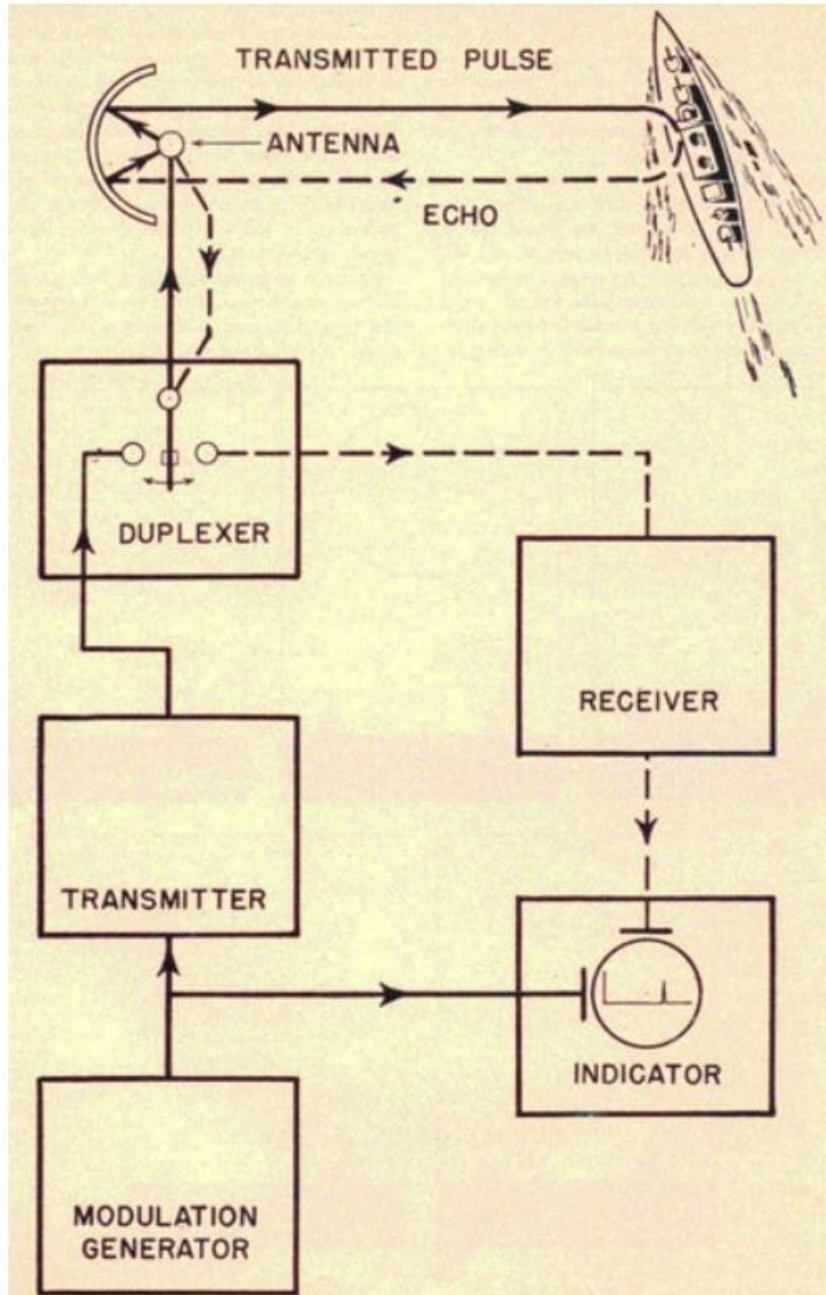 TRANSMITTED PULSE
ANTENNA
ECHO
DUPLEXER
RECEIVER
TRANSMITTER
INDICATOR
MODULATION
GENERATOR